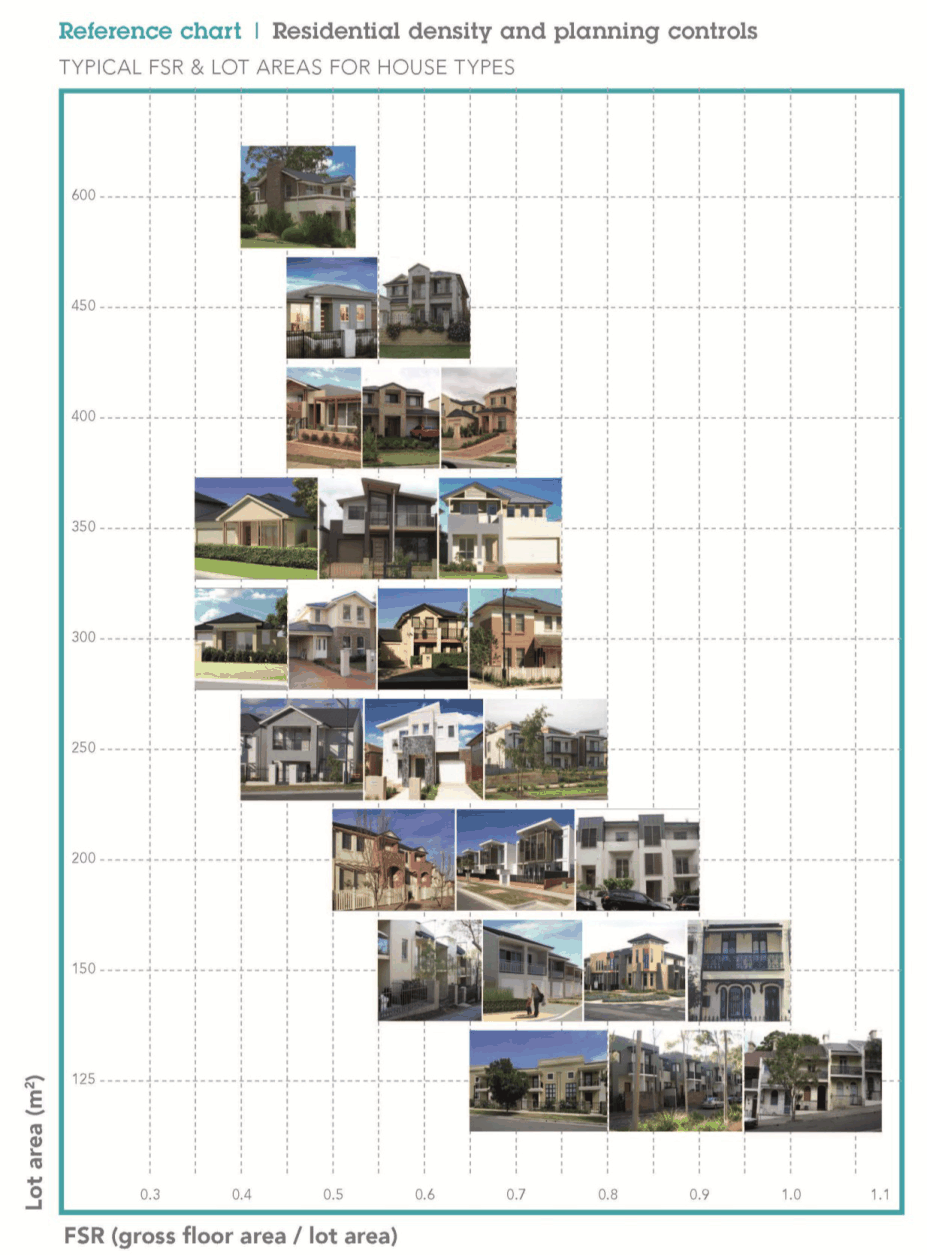 Reference chart | Residential density and planning controls
TYPICAL FSR & LOT AREAS FOR HOUSE TYPES
600
450
400
350
300
250
200
150
125
Lot area (m²)
0.3 0.4 0.5 0.6 0.7 0.8 0.9 1.0 1.1
FSR (gross floor area / lot area)